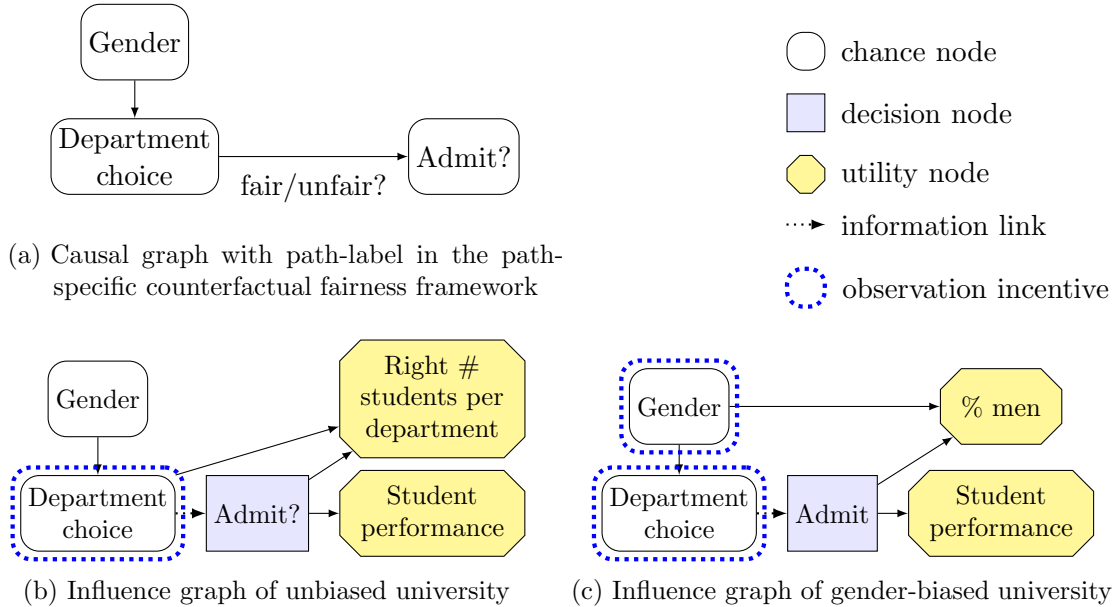 Gender
Department
choice
fair/unfair?
Admit?
(a) Causal graph with path-label in the path-
specific counterfactual fairness framework
chance node
decision node
utility node
information link
observation incentive
Gender
Department
choice
Admit?
Right #
students per
department
Student
performance
(b) Influence graph of unbiased university
Gender
Department
choice
Admit
% men
Student
performance
(c) Influence graph of gender-biased university